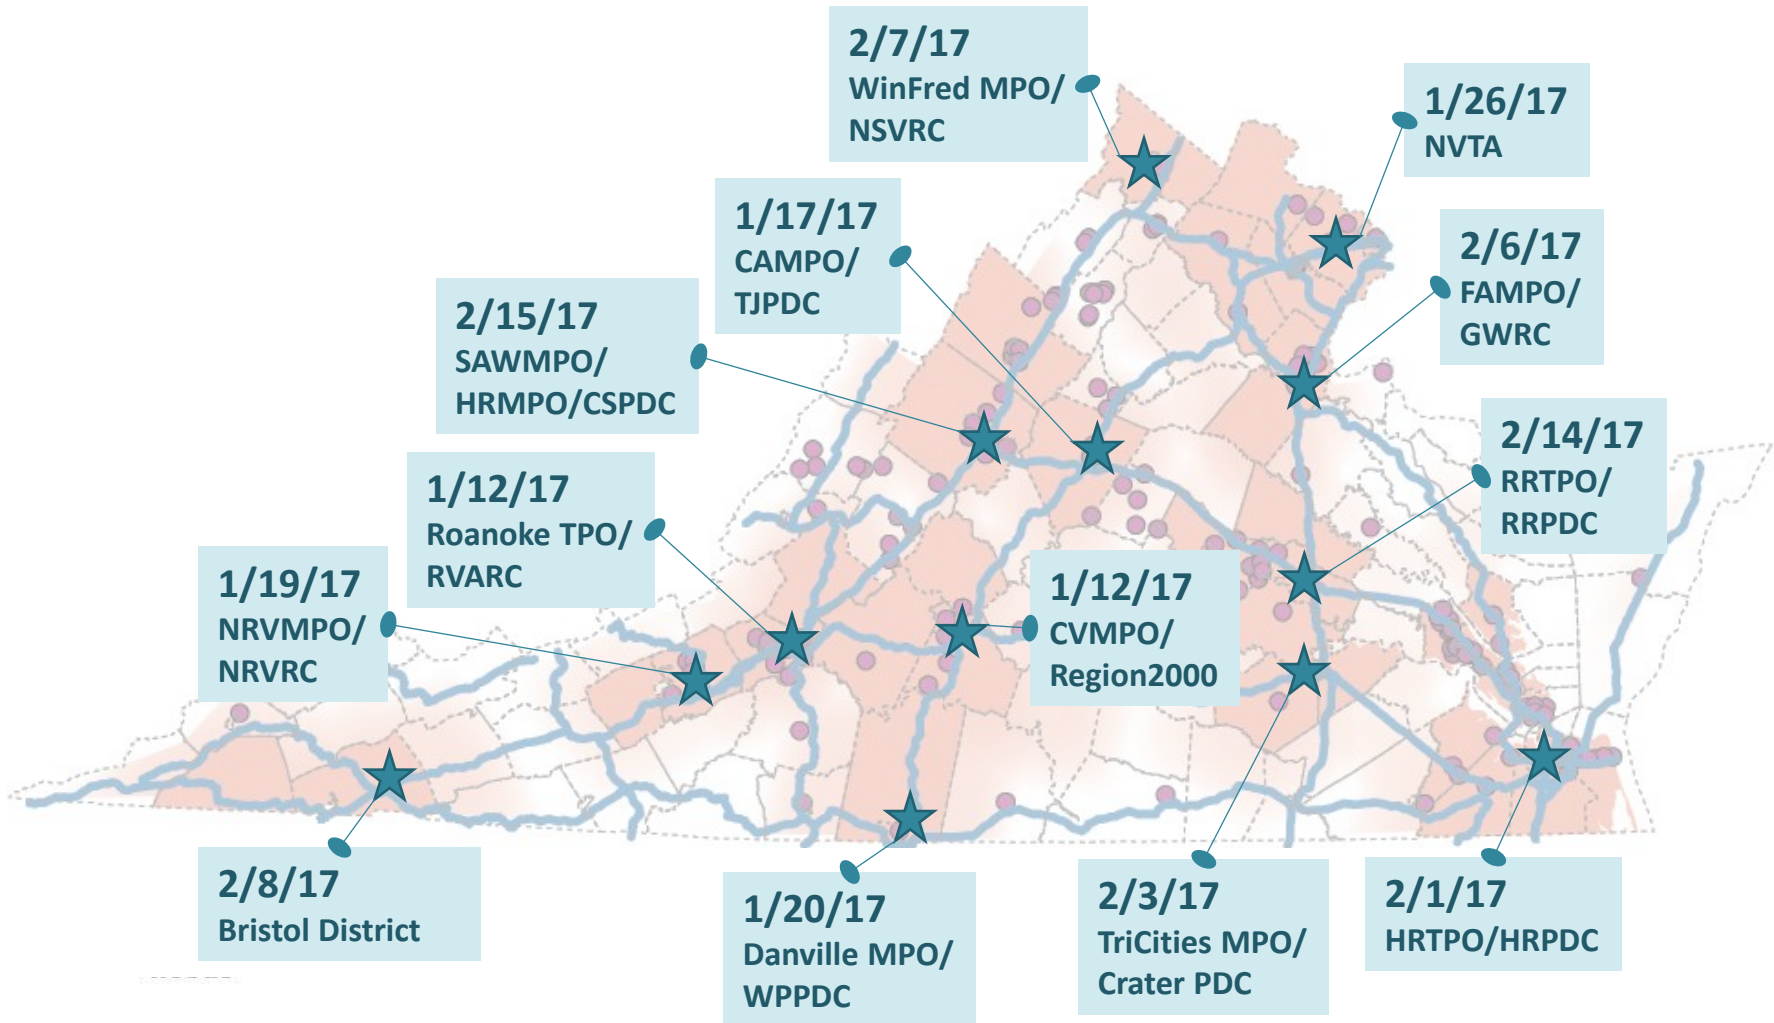 2/7/17
WinFred MPO/
NSVRC
1/26/17
NVTA
1/17/17
CAMPO/
TJPDC
2/6/17
FAMPO/
GWRC
2/15/17
SAWMPO/
HRMPO/CSPDC
2/14/17
RRTPO/
RRPDC
1/12/17
Roanoke TPO/
RVARC
1/19/17
NRVMPO/
NRVRC
1/12/17
CVMPO/
Region2000
2/8/17
Bristol District
1/20/17
Danville MPO/
WPPDC
2/3/17
TriCities MPO/
Crater PDC
2/1/17
HRTPO/HRPDC